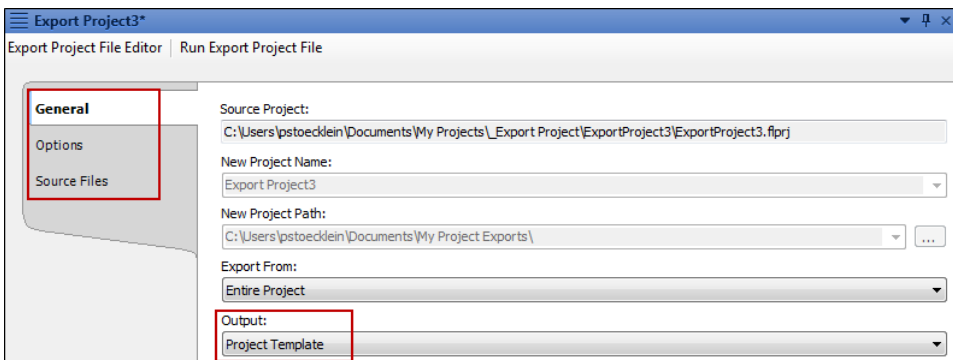 Export Project3*
Export Project File Editor | Run Export Project File
General
Options
Source Files
Source Project:
C:\Users\pstoecklein\Documents\My Projects\_Export Project\ExportProject3\ExportProject3.flprj
New Project Name:
Export Project3
New Project Path:
C:\Users\pstoecklein\Documents\My Project Exports\
...
Export From:
Entire Project
Output:
Project Template